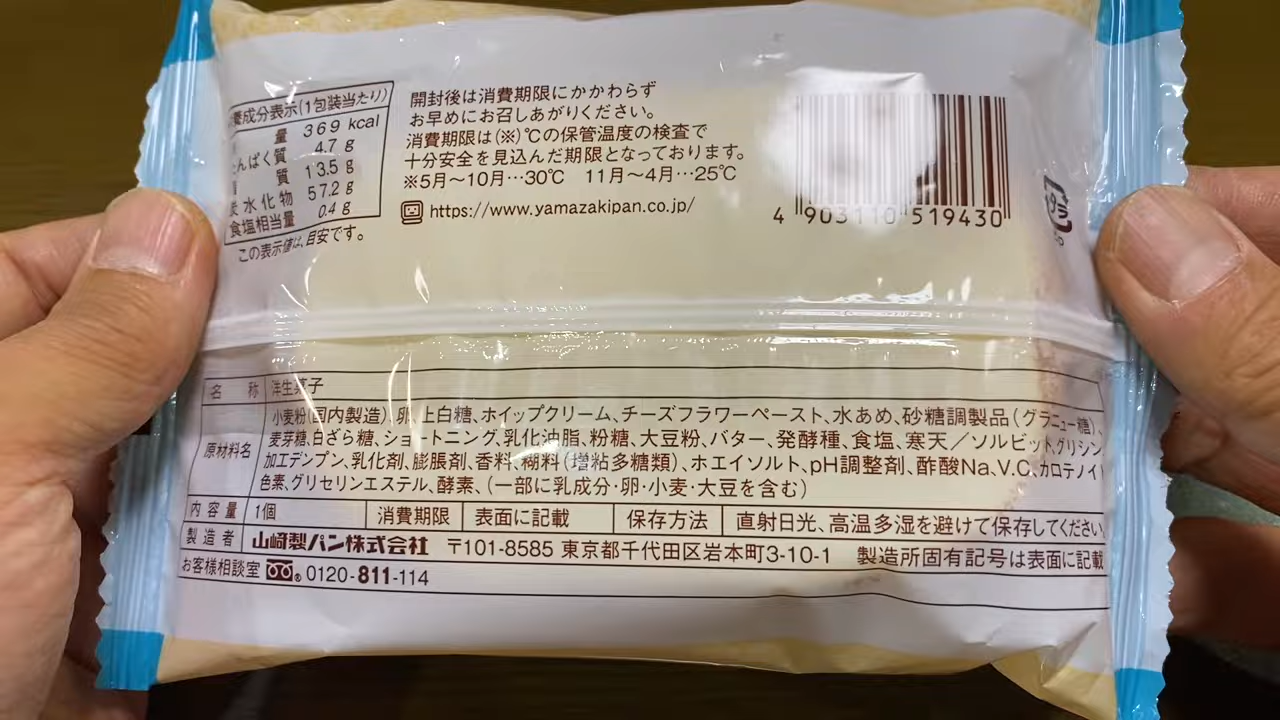 養成分表示(1包装当たり)
量 369 kcal
たんぱく質 4.7 g
質 13.5 g
炭水化物 57.2 g
食塩相当量 0.4 g
この表示値は、目安です。
開封後は消費期限にかかわらず
お早めにお召しあがりください。
消費期限は(※)℃の保管温度の検査で
十分安全を見込んだ期限となっております。
※5月〜10月…30℃ 11月〜4月…25℃
https://www.yamazakipan.co.jp/
4 903110 519430
名称 洋生菓子
原材料名 小麦粉(国内製造)、卵、上白糖、ホイップクリーム、チーズフラワーペースト、水あめ、砂糖調製品(グラニュー糖、
麦芽糖、白ざら糖、ショートニング、乳化油脂、粉糖、大豆粉、バター、発酵種、食塩、寒天/ソルビット、グリシン、
加工デンプン、乳化剤、膨脹剤、香料、糊料(増粘多糖類)、ホエイソルト、pH調整剤、酢酸Na、V.C、カロテノイド
色素、グリセリンエステル、酵素、(一部に乳成分・卵・小麦・大豆を含む)
内容量 1個 消費期限 表面に記載 保存方法 直射日光、高温多湿を避けて保存してください。
製造者 山崎製パン株式会社 〒101-8585 東京都千代田区岩本町3-10-1 製造所固有記号は表面に記載
お客様相談室 0120-811-114